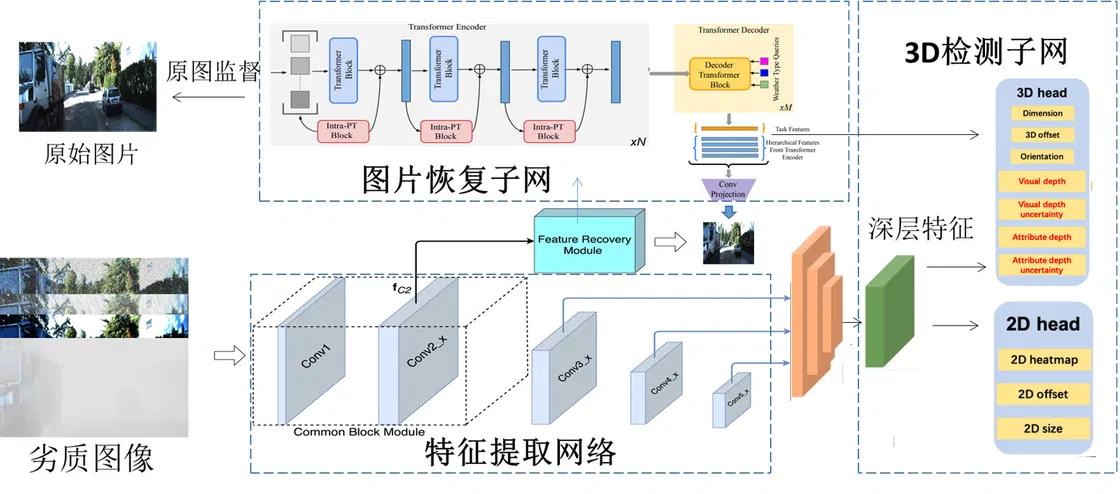 原图监督
原始图片
劣质图像
Transformer Encoder
Transformer
Block
Transformer
Block
Transformer
Block
Intra-PT
Block
Intra-PT
Block
Intra-PT
Block
xN
Transformer Decoder
Decoder
Transformer
Block
Weather Type Queries
xM
Task Features
Hierarchical Features
From Transformer
Encoder
Conv
Projection
图片恢复子网
Feature Recovery
Module
fC2
Conv1
Conv2_x
Conv3_x
Conv4_x
Conv5_x
Common Block Module
特征提取网络
3D检测子网
深层特征
3D head
Dimension
3D offset
Orientation
Visual depth
Visual depth
uncertainty
Attribute depth
Attribute depth
uncertainty
2D head
2D heatmap
2D offset
2D size